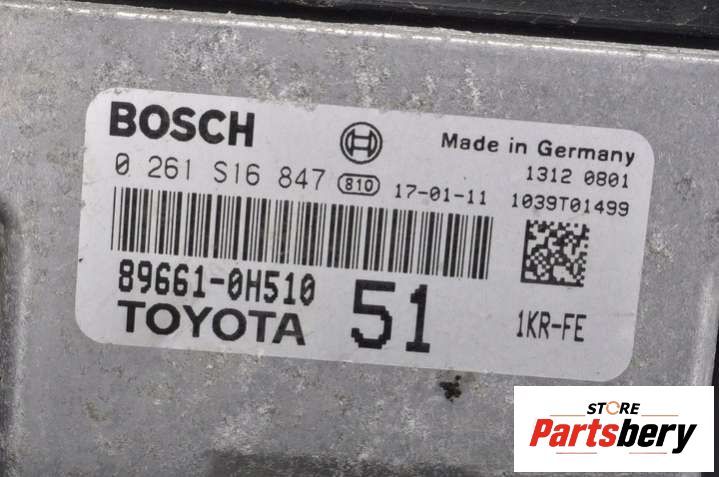 BOSCH
Made in Germany
0 261 S16 847 810 17-01-11
1312 0801
1039T01499
89661-0H510
TOYOTA
51
1KR-FE
STORE
Partsbery